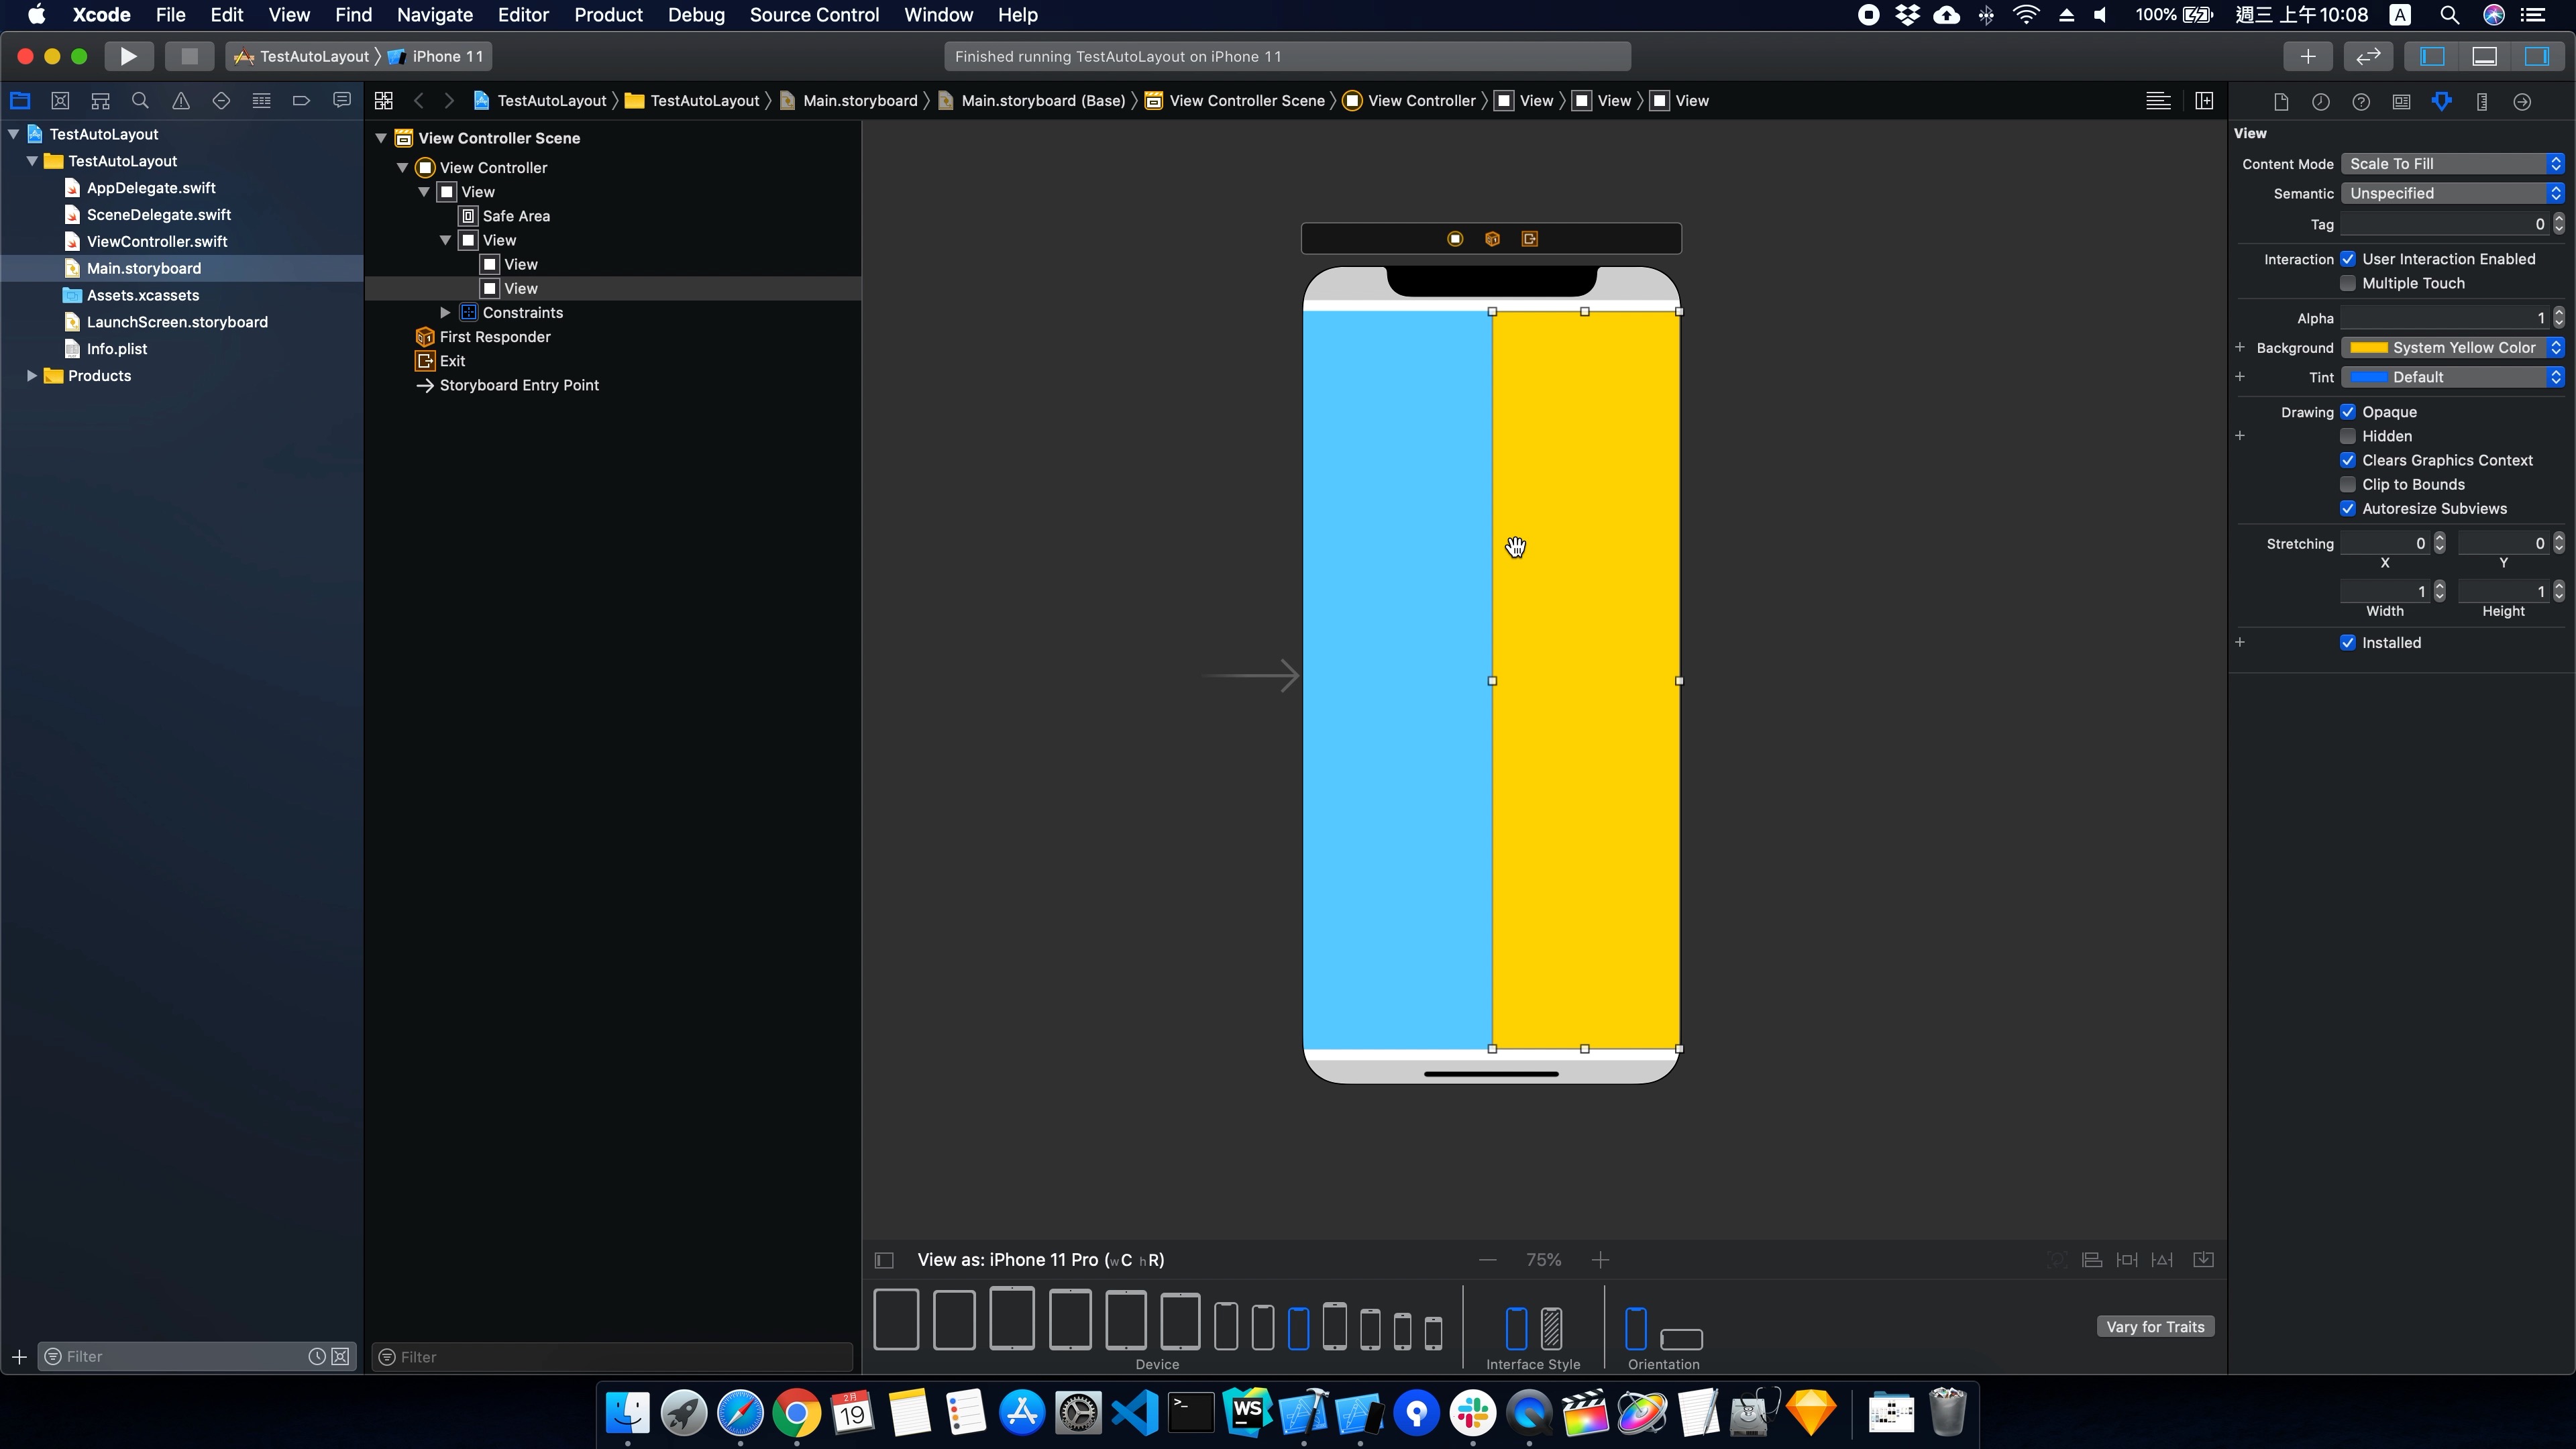 Xcode File Edit View Find Navigate Editor Product Debug Source Control Window Help 100% 週三 上午10:08 A
TestAutoLayout iPhone 11 Finished running TestAutoLayout on iPhone 11
TestAutoLayout TestAutoLayout Main.storyboard Main.storyboard (Base) View Controller Scene View Controller View View View
TestAutoLayout
TestAutoLayout
AppDelegate.swift
SceneDelegate.swift
ViewController.swift
Main.storyboard
Assets.xcassets
LaunchScreen.storyboard
Info.plist
Products
Filter
View Controller Scene
View Controller
View
Safe Area
View
View
View
Constraints
First Responder
Exit
Storyboard Entry Point
Filter
View as: iPhone 11 Pro (wC hR)
75%
Device
Interface Style
Orientation
Vary for Traits
View
Content Mode Scale To Fill
Semantic Unspecified
Tag 0
Interaction User Interaction Enabled
Multiple Touch
Alpha 1
+ Background System Yellow Color
+ Tint Default
Drawing Opaque
+ Hidden
Clears Graphics Context
Clip to Bounds
Autoresize Subviews
Stretching 0 0
X Y
1 1
Width Height
+ Installed
2月
19
>_
WS